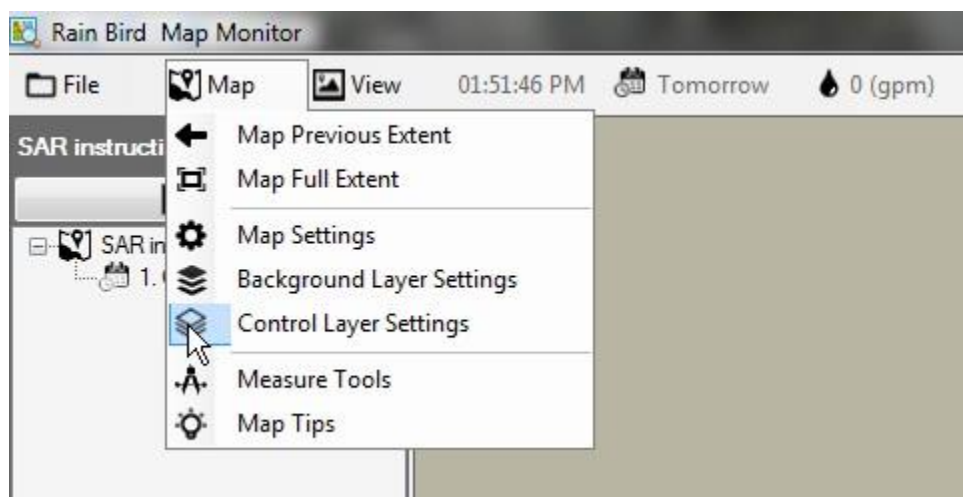 Rain Bird Map Monitor
File Map View 01:51:46 PM Tomorrow 0 (gpm)
SAR instructi
Map Previous Extent
Map Full Extent
Map Settings
SAR in
Background Layer Settings
1.
Control Layer Settings
Measure Tools
Map Tips